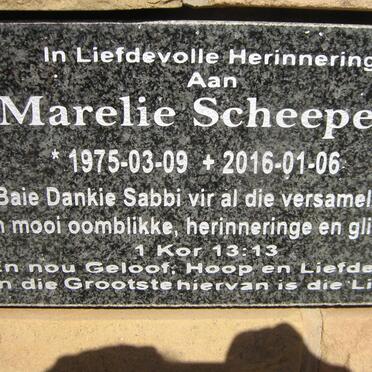 In Liefdevolle Herinnering
Aan
Marelie Scheepe
* 1975-03-09 + 2016-01-06
Baie Dankie Sabbi vir al die versamel
n mooi oomblikke, herinneringe en gli
1 Kor 13:13
En nou Geloof, Hoop en Liefde
n die Grootste hiervan is die Li